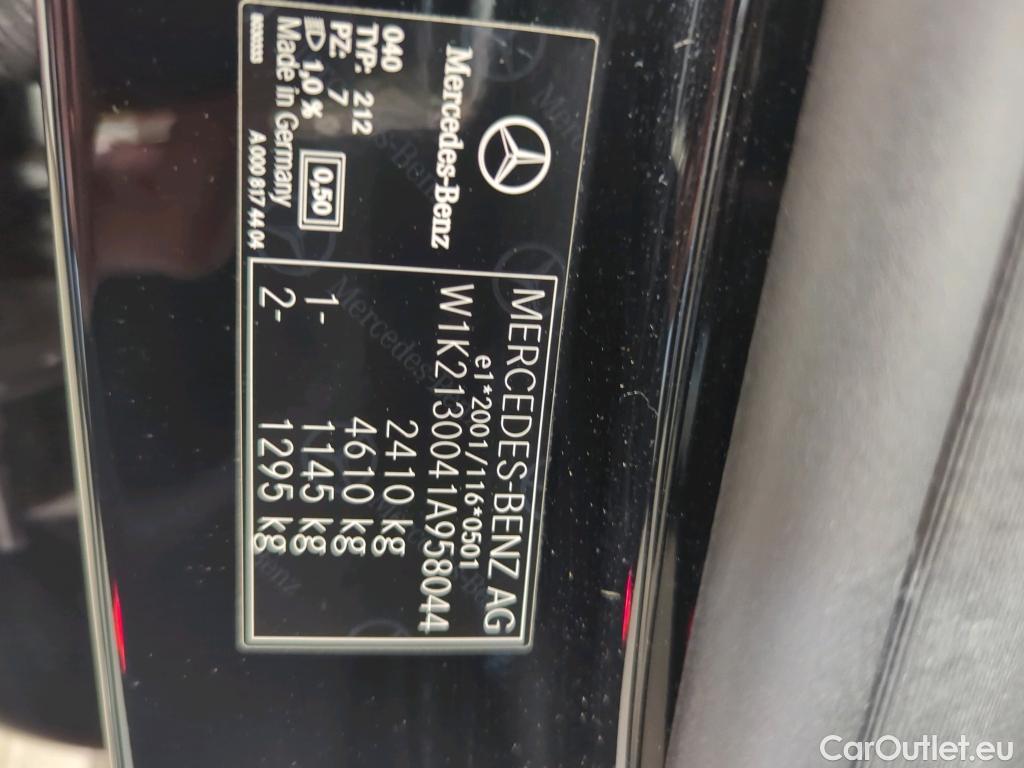 Mercedes-Benz
040
TYP: 212
PZ: 7
1,0 %
0,50
Made in Germany
A 000 817 44 04
MERCEDES-BENZ AG
e1*2001/116*0501
W1K2130041A958044
2410 kg
4610 kg
1- 1145 kg
2- 1295 kg
CarOutlet.eu